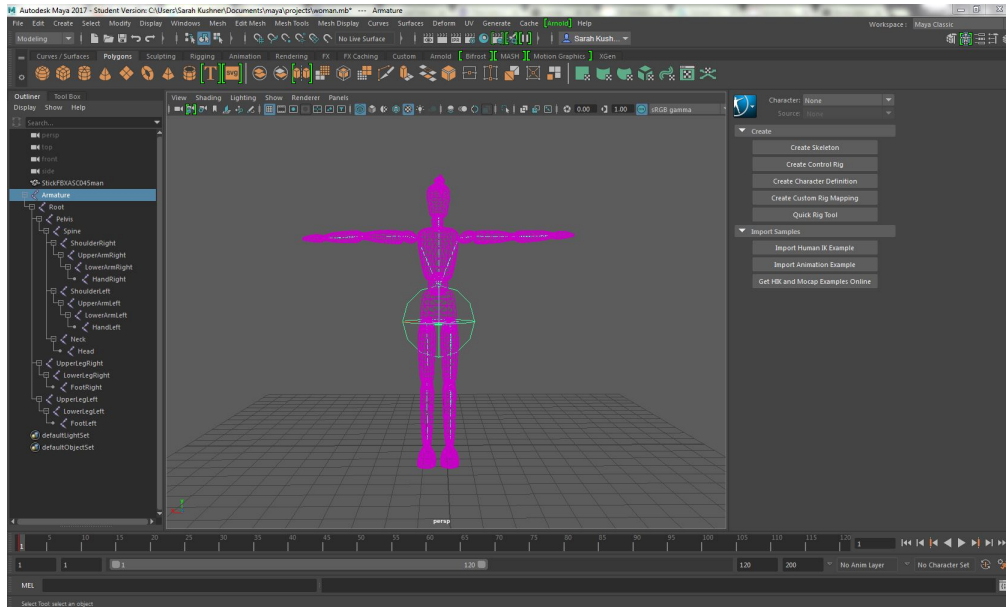 Autodesk Maya 2017 - Student Version: C:\Users\Sarah Kushner\Documents\maya\projects\woman.mb* --- Armature
File Edit Create Select Modify Display Windows Mesh Edit Mesh Mesh Tools Mesh Display Curves Surfaces Deform UV Generate Cache [Arnold] Help
Workspace : Maya Classic
Modeling
No Live Surface
Sarah Kush...
Curves / Surfaces Polygons Sculpting Rigging Animation Rendering FX FX Caching Custom Arnold Bifrost MASH Motion Graphics XGen
T SVG
Outliner Tool Box
Display Show Help
Search...
persp
top
front
side
StickFBXASC045man
Armature
Root
Pelvis
Spine
ShoulderRight
UpperArmRight
LowerArmRight
HandRight
ShoulderLeft
UpperArmLeft
LowerArmLeft
HandLeft
Neck
Head
UpperLegRight
LowerLegRight
FootRight
UpperLegLeft
LowerLegLeft
FootLeft
defaultLightSet
defaultObjectSet
View Shading Lighting Show Renderer Panels
0.00 1.00 sRGB gamma
persp
Character: None
Source: None
Create
Create Skeleton
Create Control Rig
Create Character Definition
Create Custom Rig Mapping
Quick Rig Tool
Import Samples
Import Human IK Example
Import Animation Example
Get HIK and Mocap Examples Online
1 5 10 15 20 25 30 35 40 45 50 55 60 65 70 75 80 85 90 95 100 105 110 115 120 1
1 1 1 120 120 200 No Anim Layer No Character Set
MEL
Select Tool: select an object